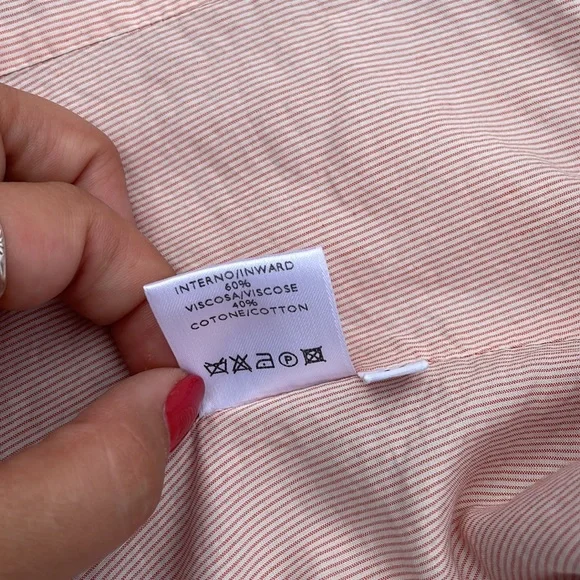 INTERNO/INWARD
60%
VISCOSA/VISCOSE
40%
COTONE/COTTON
P